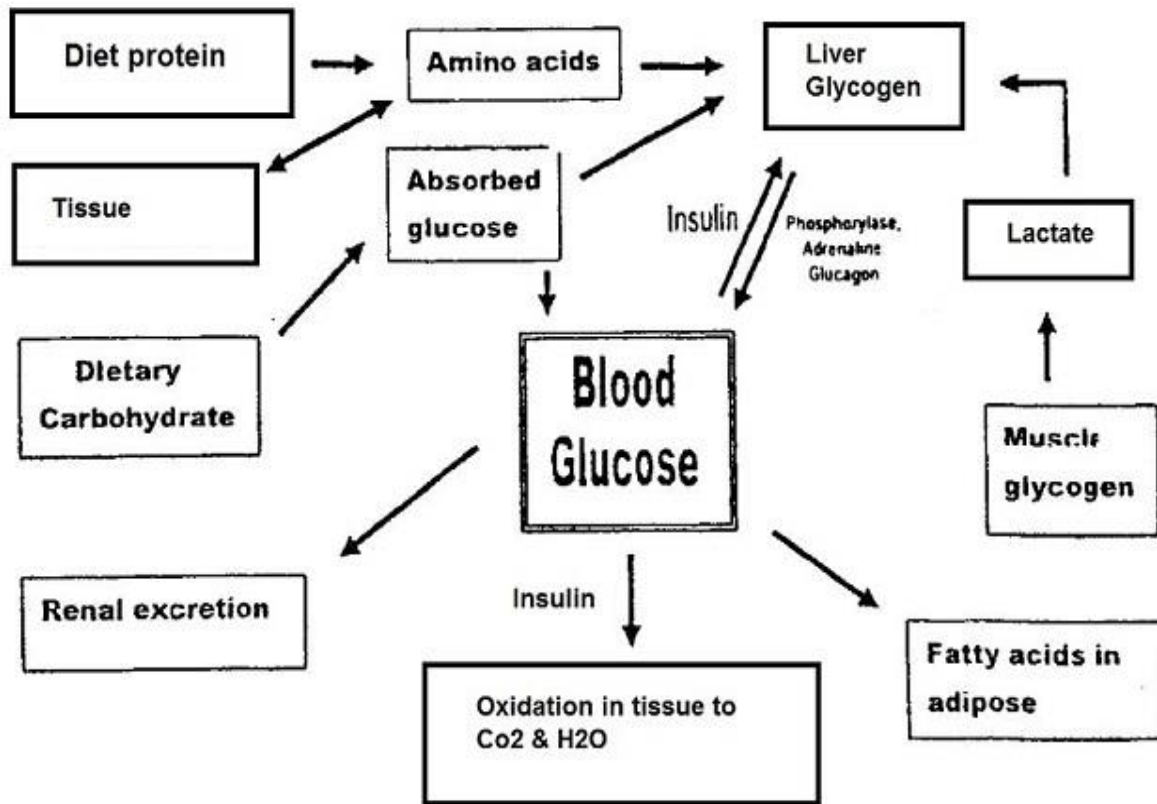 Diet protein
Amino acids
Liver
Glycogen
Tissue
Absorbed
glucose
Insulin
Phosphorylase,
Adrenaline
Glucagon
Lactate
DIetary
Carbohydrate
Blood
Glucose
Muscle
glycogen
Renal excretion
Insulin
Oxidation in tissue to
Co2 & H2O
Fatty acids in
adipose